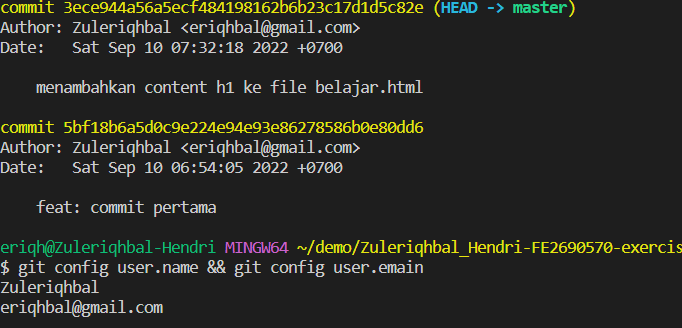 commit 3ece944a56a5ecf484198162b6b23c17d1d5c82e (HEAD -> master)
Author: Zuleriqhbal <eriqhbal@gmail.com>
Date:   Sat Sep 10 07:32:18 2022 +0700
menambahkan content h1 ke file belajar.html
commit 5bf18b6a5d0c9e224e94e93e86278586b0e80dd6
Author: Zuleriqhbal <eriqhbal@gmail.com>
Date:   Sat Sep 10 06:54:05 2022 +0700
feat: commit pertama
eriqh@Zuleriqhbal-Hendri MINGW64 ~/demo/Zuleriqhbal_Hendri-FE2690570-exercis
$ git config user.name && git config user.emain
Zuleriqhbal
eriqhbal@gmail.com